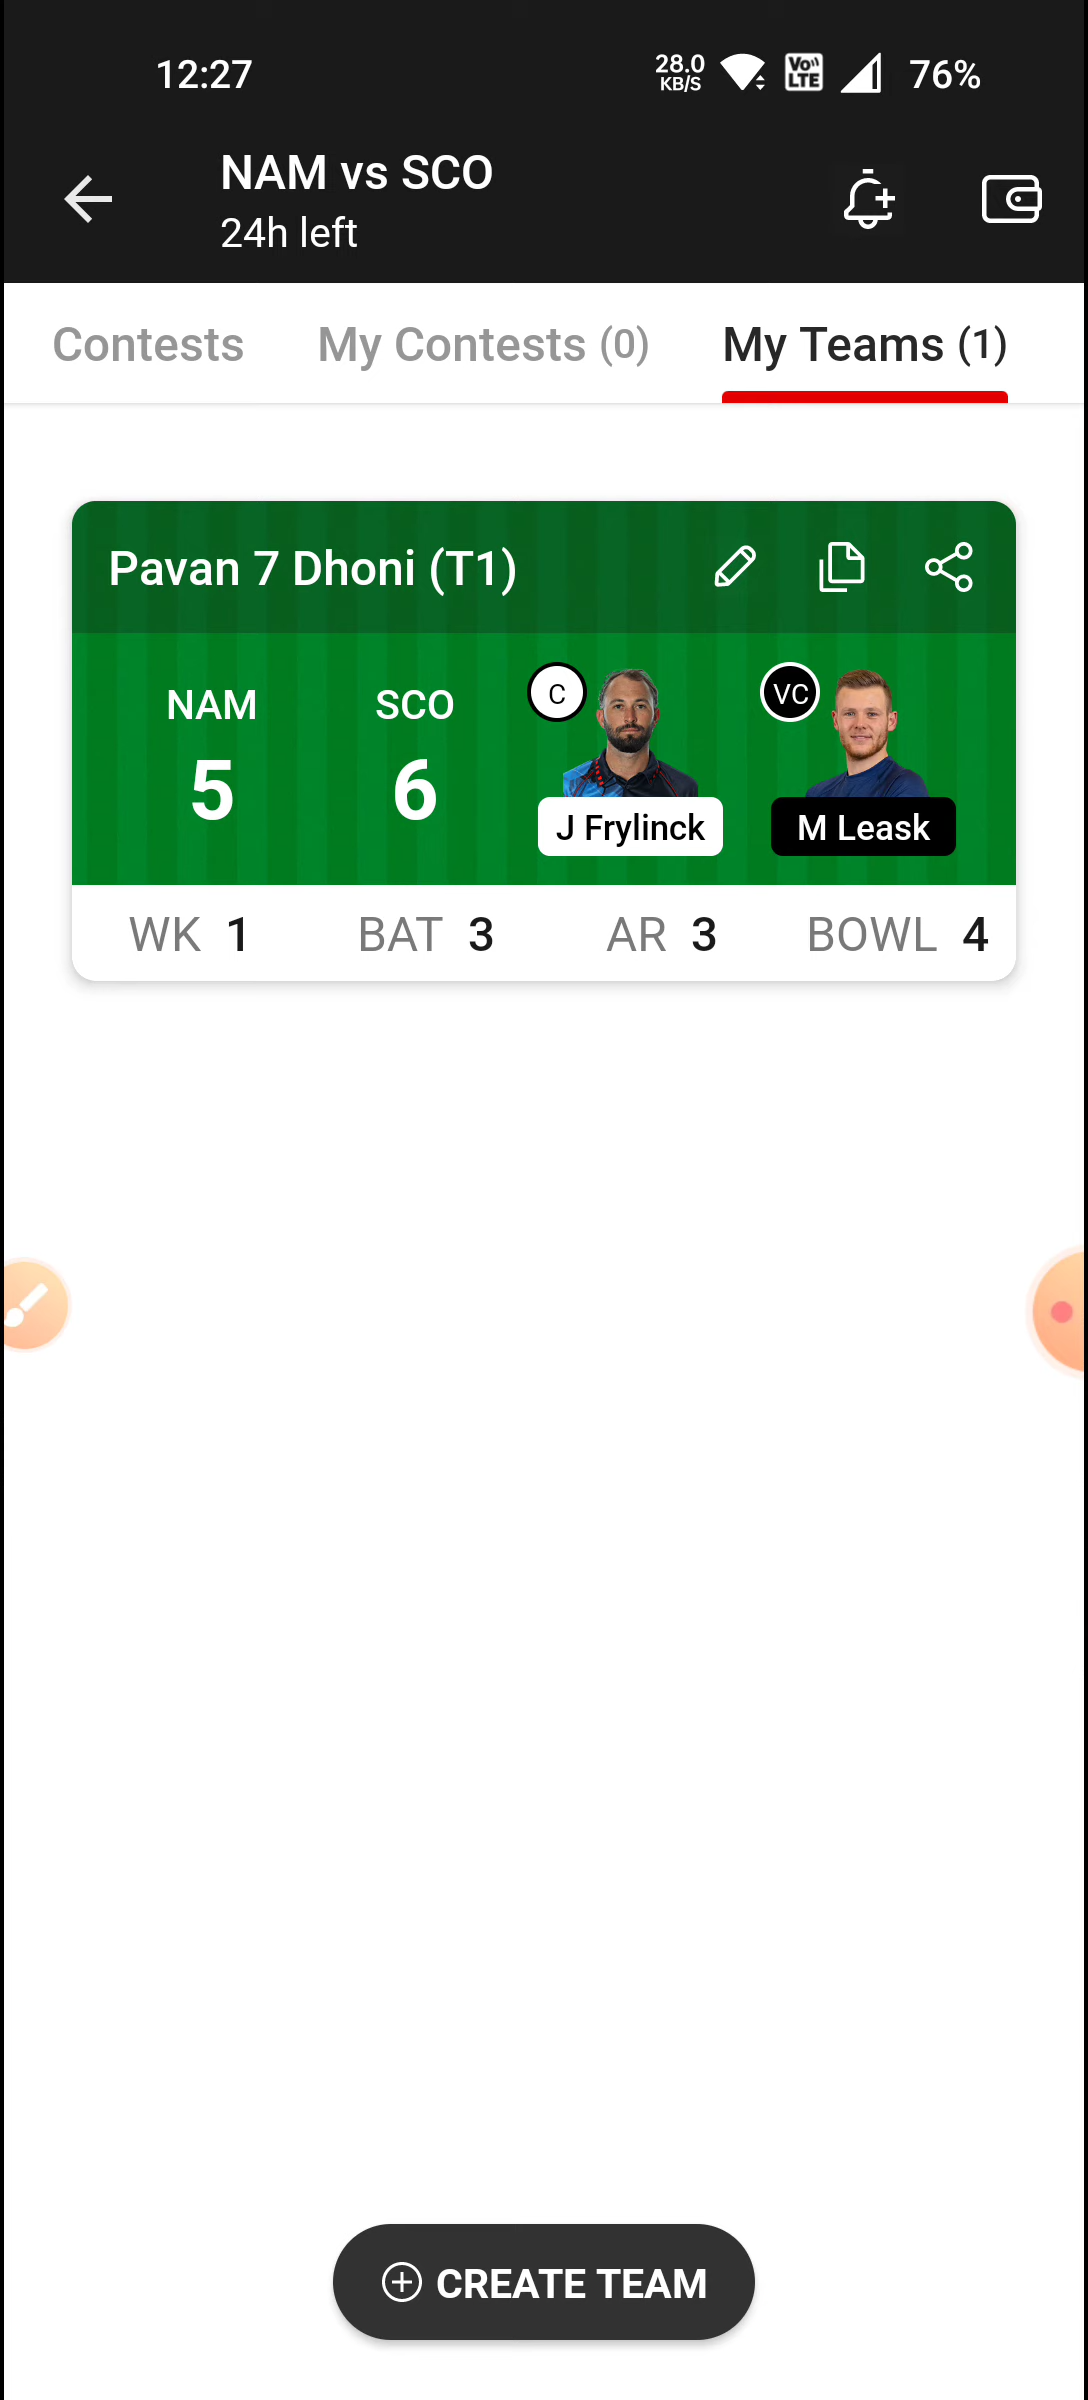 12:27
28.0 KB/S
Vo LTE
76%
NAM vs SCO
24h left
Contests
My Contests (0)
My Teams (1)
Pavan 7 Dhoni (T1)
NAM
5
SCO
6
C
J Frylinck
VC
M Leask
WK 1
BAT 3
AR 3
BOWL 4
CREATE TEAM